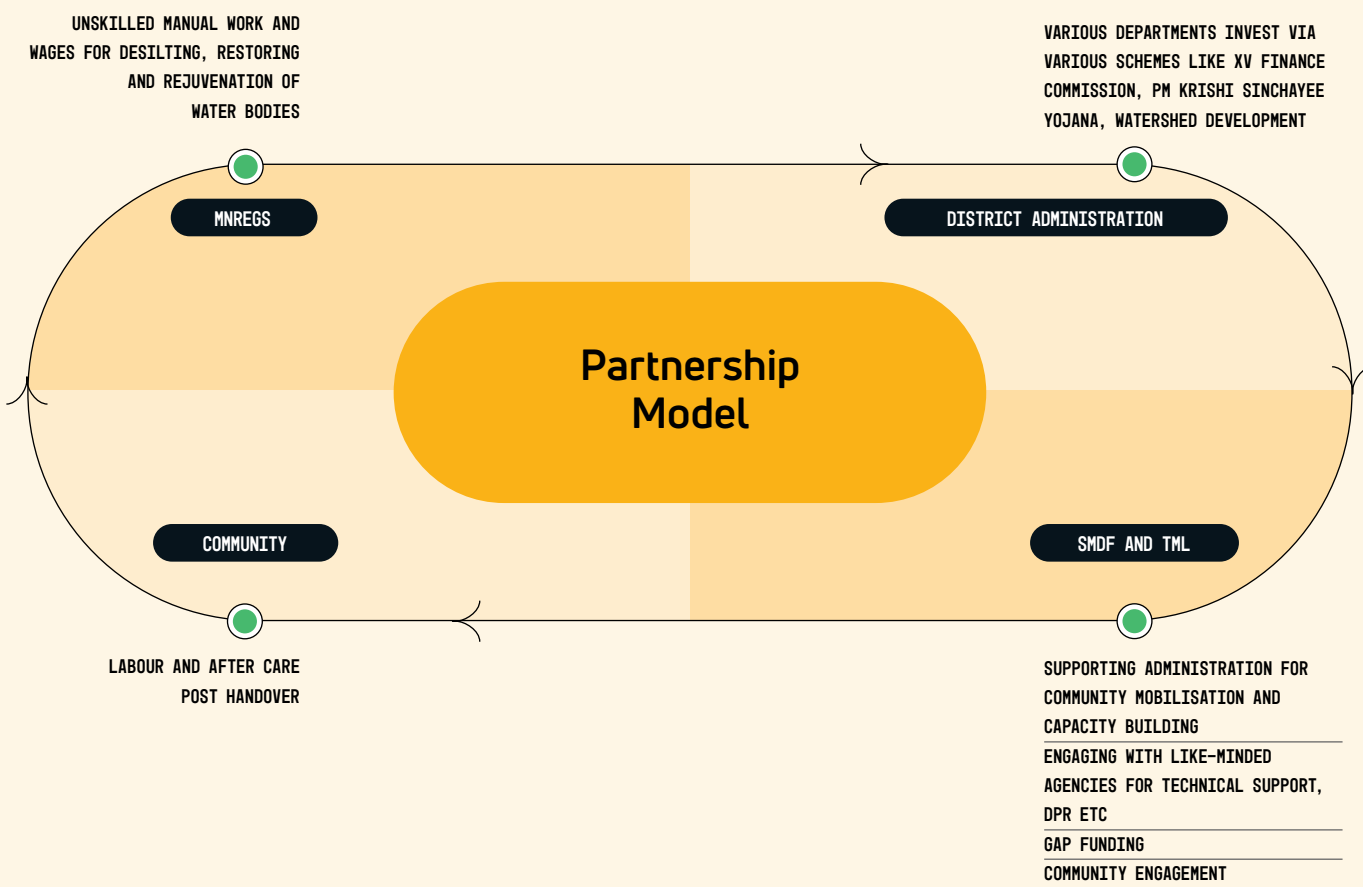 UNSKILLED MANUAL WORK AND
WAGES FOR DESILTING, RESTORING
AND REJUVENATION OF
WATER BODIES
MNREGS
VARIOUS DEPARTMENTS INVEST VIA
VARIOUS SCHEMES LIKE XV FINANCE
COMMISSION, PM KRISHI SINCHAYEE
YOJANA, WATERSHED DEVELOPMENT
DISTRICT ADMINISTRATION
Partnership
Model
COMMUNITY
LABOUR AND AFTER CARE
POST HANDOVER
SMDF AND TML
SUPPORTING ADMINISTRATION FOR
COMMUNITY MOBILISATION AND
CAPACITY BUILDING
ENGAGING WITH LIKE-MINDED
AGENCIES FOR TECHNICAL SUPPORT,
DPR ETC
GAP FUNDING
COMMUNITY ENGAGEMENT